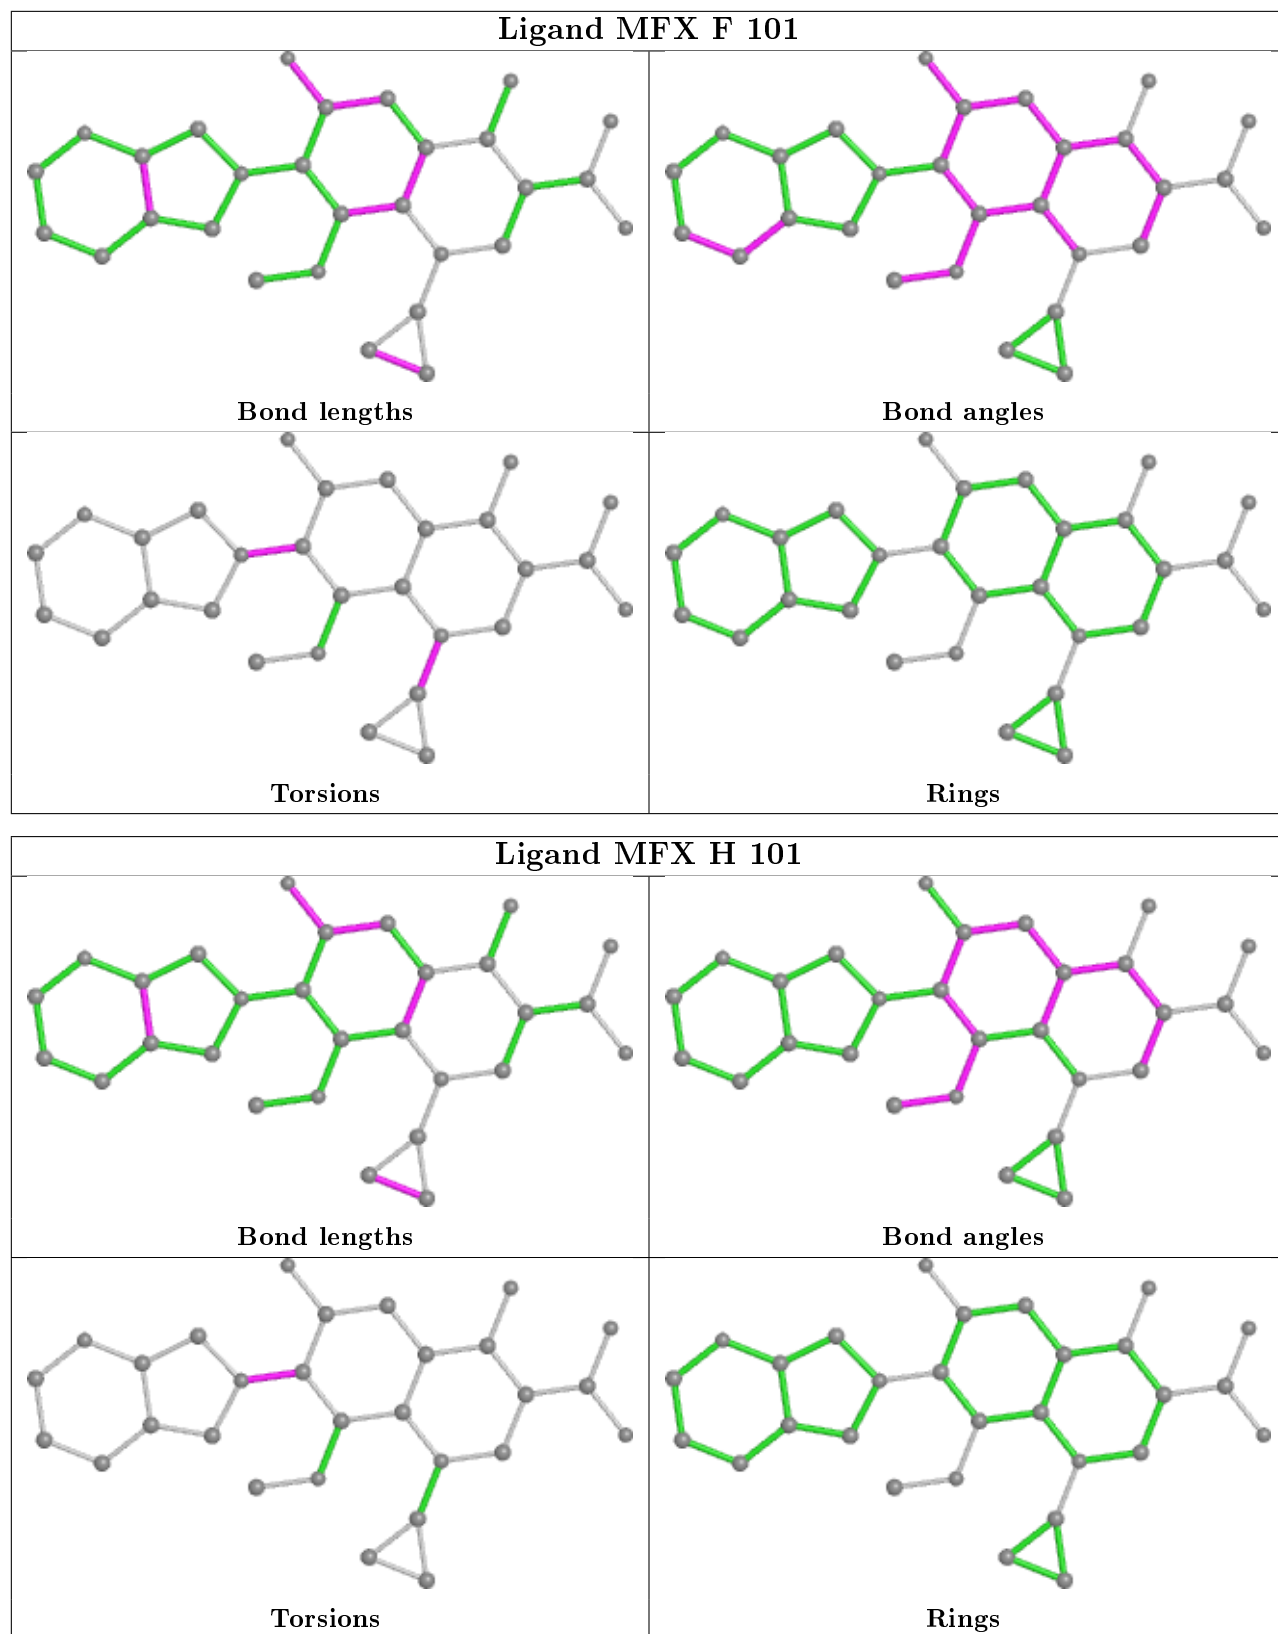 Ligand MFX F 101
Bond lengths
Bond angles
Torsions
Rings
Ligand MFX H 101
Bond lengths
Bond angles
Torsions
Rings